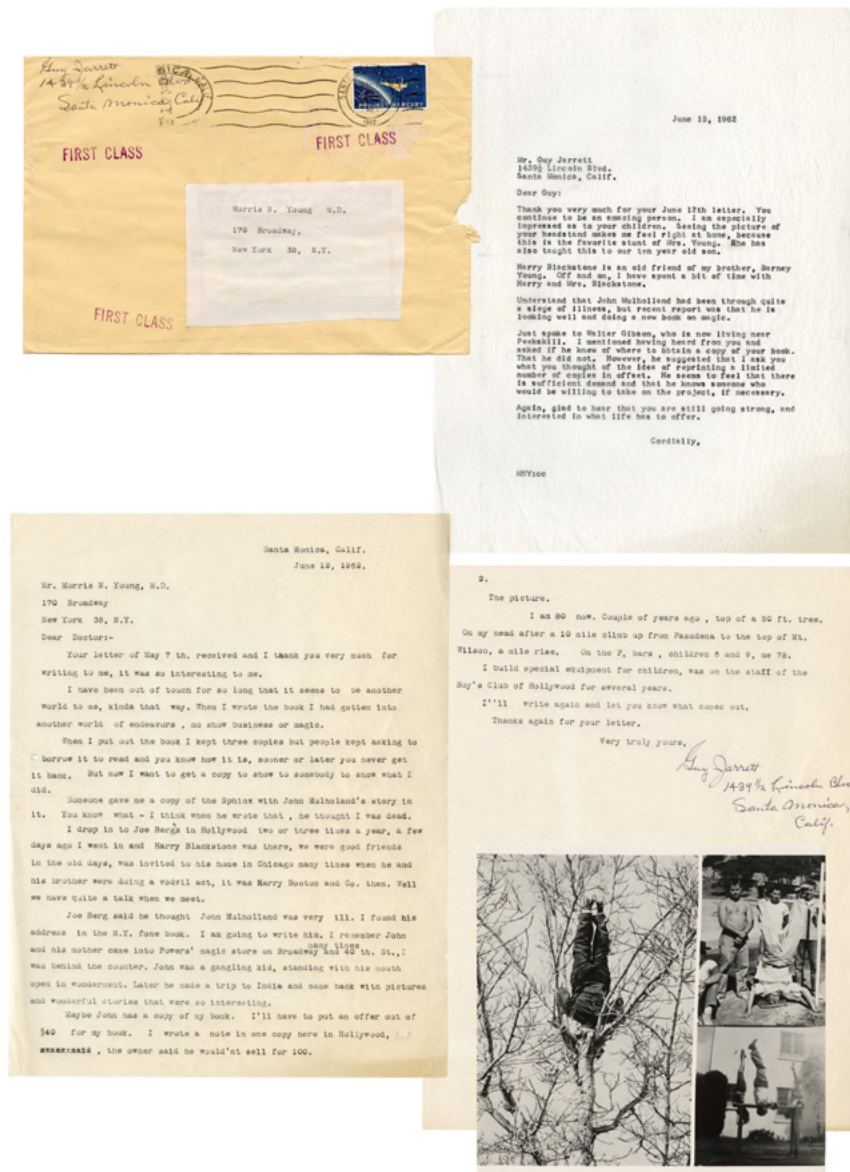 Guy Jarrett
1439 1/2 Lincoln Blvd
Santa Monica, Calif
PROJECT MERCURY
FIRST CLASS
FIRST CLASS
Morris N. Young M.D.
170 Broadway,
New York 38, N.Y.
FIRST CLASS
June 15, 1962
Mr. Guy Jarrett
1439½ Lincoln Blvd.
Santa Monica, Calif.
Dear Guy:
Thank you very much for your June 12th letter. You
continue to be an amazing person. I am especially
impressed as to your children. Seeing the picture of
your headstand makes me feel right at home, because
this is the favorite stunt of Mrs. Young. She has
also taught this to our ten year old son.
Harry Blackstone is an old friend of my brother, Barney
Young. Off and on, I have spent a bit of time with
Harry and Mrs. Blackstone.
Understand that John Mulholland had been through quite
a siege of illness, but recent report was that he is
looking well and doing a new book on magic.
Just spoke to Walter Gibson, who is now living near
Peekskill. I mentioned having heard from you and
asked if he knew of where to obtain a copy of your book.
That he did not. However, he suggested that I ask you
what you thought of the idea of reprinting a limited
number of copies in offset. He seems to feel that there
is sufficient demand and that he knows someone who
would be willing to take on the project, if necessary.
Again, glad to hear that you are still going strong, and
interested in what life has to offer.
Cordially,
MNY:cc
Santa Monica, Calif.
June 12, 1962.
Mr. Morris N. Young, M.D.
170 Broadway
New York 38, N.Y.
Dear Doctor:-
Your letter of May 7 th. received and I thank you very much for
writing to me, it was so interesting to me.
I have been out of touch for so long that it seems to be another
world to me, kinda that way. When I wrote the book I had gotten into
another world of endeavors , no show business or magic.
When I put out the book I kept three copies but people kept asking to
borrow it to read and you know how it is, sooner or later you never get
it back. But now I want to get a copy to show to somebody to show what I
did.
Someone gave me a copy of the Sphinx with John Mulholand's story in
it. You know what - I think when he wrote that , he thought I was dead.
I drop in to Joe Berg's in Hollywood two or three times a year, a few
days ago I went in and Harry Blackstone was there, we were good friends
in the old days, was invited to his home in Chicago many times when he and
his brother were doing a vodvil act, it was Harry Booton and Co. then. Well
we have quite a talk when we meet.
Joe Berg said he thought John Mulholland was very ill. I found his
address in the N.Y. fone book. I am going to write him. I remember John
many times
and his mother came into Powers' magic store on Broadway and 40 th. St.,I
was behind the counter. John was a gangling kid, standing with his mouth
open in wonderment. Later he made a trip to India and came back with pictures
and wonderful stories that were so interesting.
Maybe John has a copy of my book. I'll have to put an offer out of
$40 for my book. I wrote a note in one copy here in Hollywood,
, the owner said he would'nt sell for 100.
2.
The picture.
I am 80 now. Couple of years ago , top of a 50 ft. tree.
On my head after a 10 mile climb up from Pasadena to the top of Mt.
Wilson, a mile rise. On the P, bars , children 6 and 9, me 78.
I build special equipment for children, was on the staff of the
Boy's Club of Hollywood for several years.
I''ll write again and let you know what comes out.
Thanks again for your letter.
Very truly yours,
Guy Jarrett
1439 1/2 Lincoln Blvd
Santa Monica,
Calif.